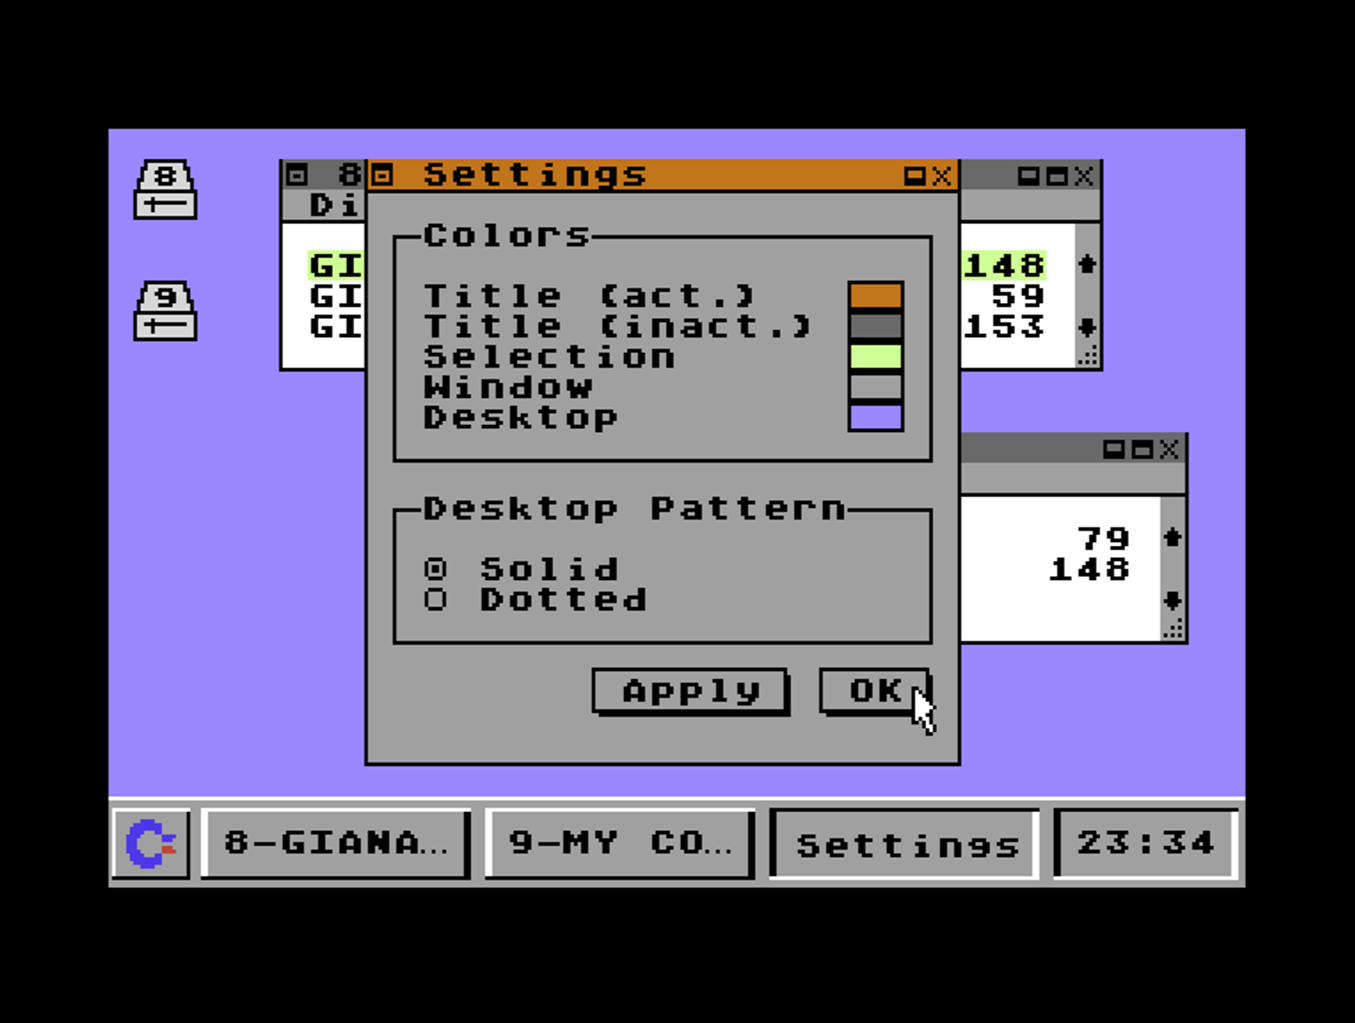 8
9
8
Settings
Di
GI 148
GI 59
GI 153
Colors
Title (act.)
Title (inact.)
Selection
Window
Desktop
Desktop Pattern
Solid
Dotted
79
148
Apply OK
8-GIANA... 9-MY CO... Settings 23:34